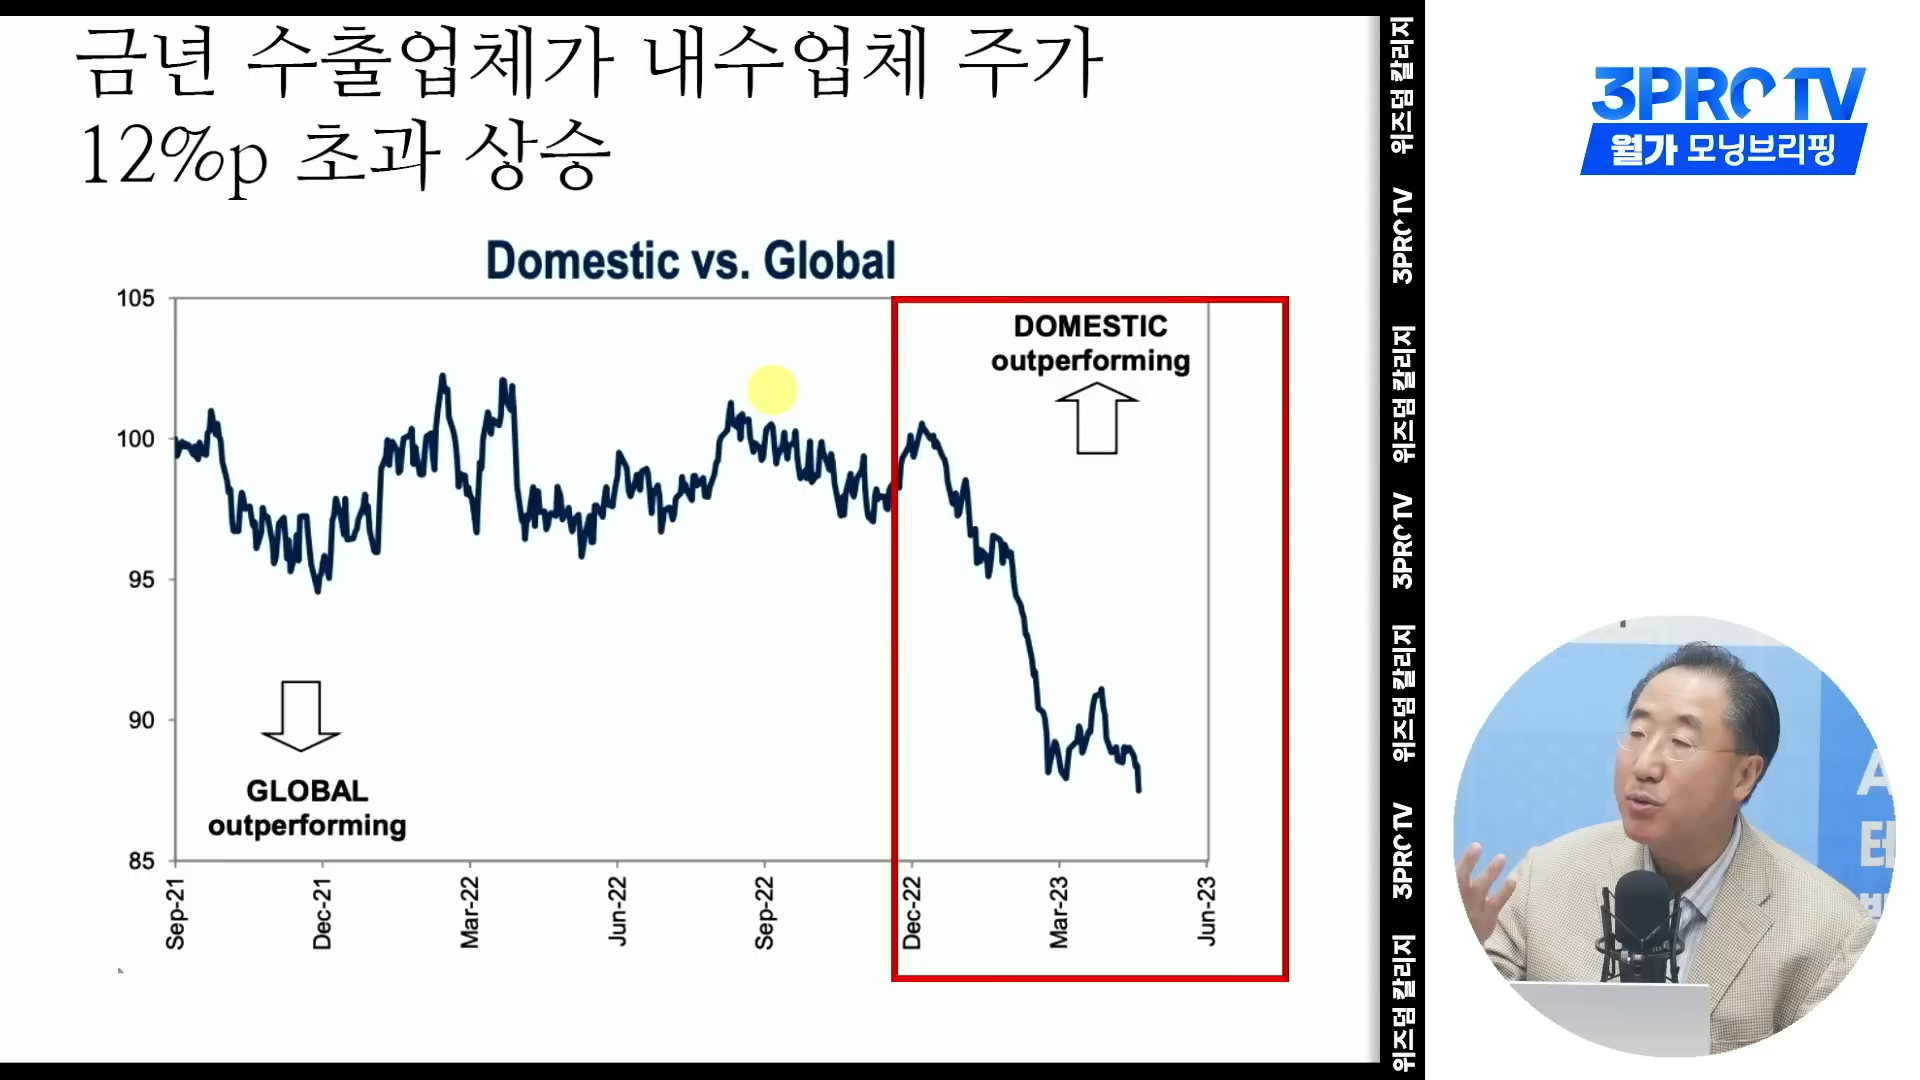 금년 수출업체가 내수업체 주가
12%p 초과 상승
Domestic vs. Global
105
100
95
90
85
DOMESTIC
outperforming
GLOBAL
outperforming
Sep-21
Dec-21
Mar-22
Jun-22
Sep-22
Dec-22
Mar-23
Jun-23
위즈덤 칼리지
3PROTV
위즈덤 칼리지
3PROTV
위즈덤 칼리지
3PROTV
위즈덤 칼리지
3PROTV
월가 모닝브리핑
A